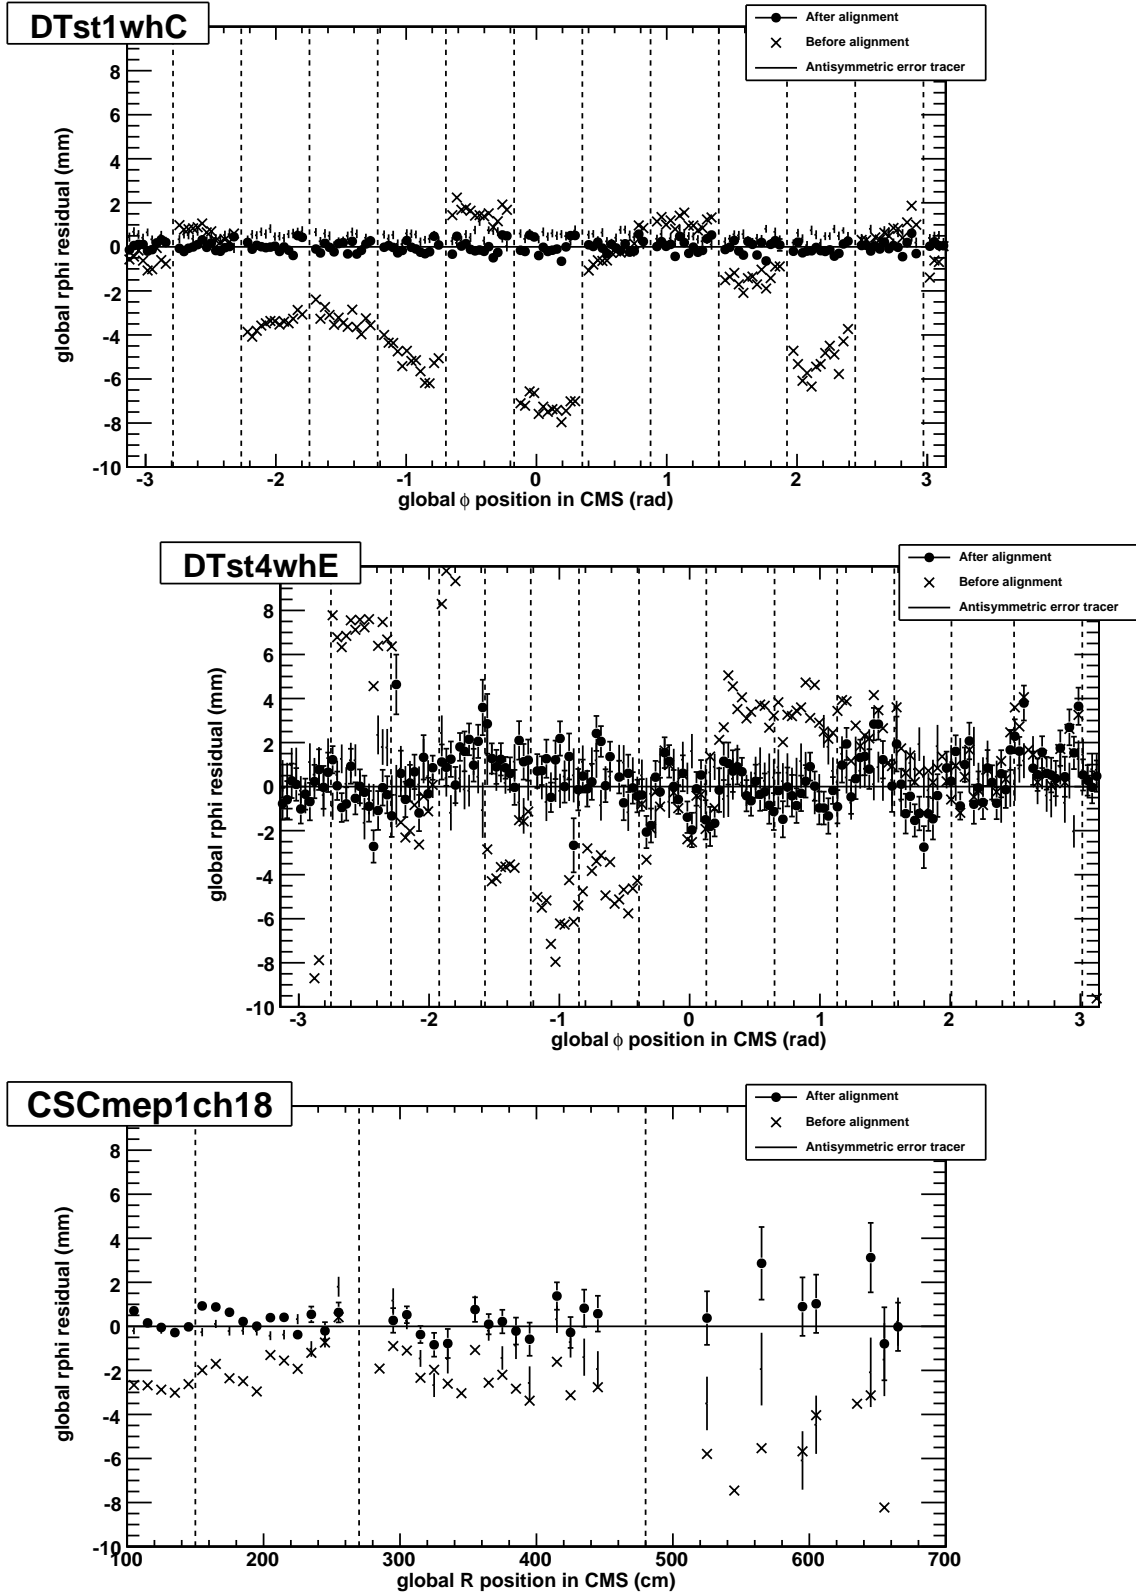 DTst1whC
After alignment
Before alignment
Antisymmetric error tracer
global rphi residual (mm)
8
6
4
2
0
-2
-4
-6
-8
-10
-3 -2 -1 0 1 2 3
global ϕ position in CMS (rad)
DTst4whE
After alignment
Before alignment
Antisymmetric error tracer
global rphi residual (mm)
8
6
4
2
0
-2
-4
-6
-8
-10
-3 -2 -1 0 1 2 3
global ϕ position in CMS (rad)
CSCmep1ch18
After alignment
Before alignment
Antisymmetric error tracer
global rphi residual (mm)
8
6
4
2
0
-2
-4
-6
-8
-10
100 200 300 400 500 600 700
global R position in CMS (cm)